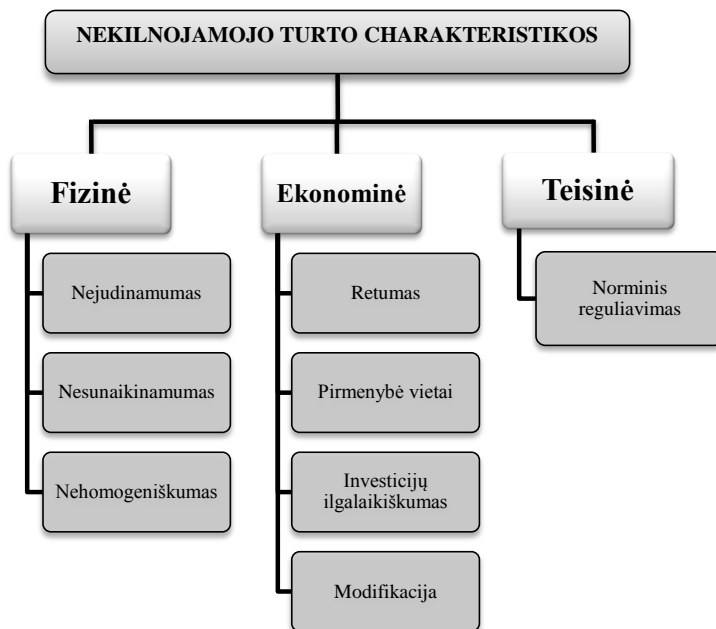 NEKILNOJAMOJO TURTO CHARAKTERISTIKOS
Fizinė
Nejudinamumas
Nesunaikinamumas
Nehomogeniškumas
Ekonominė
Retumas
Pirmenybė vietai
Investicijų
ilgalaikiškumas
Modifikacija
Teisinė
Norminis
reguliavimas